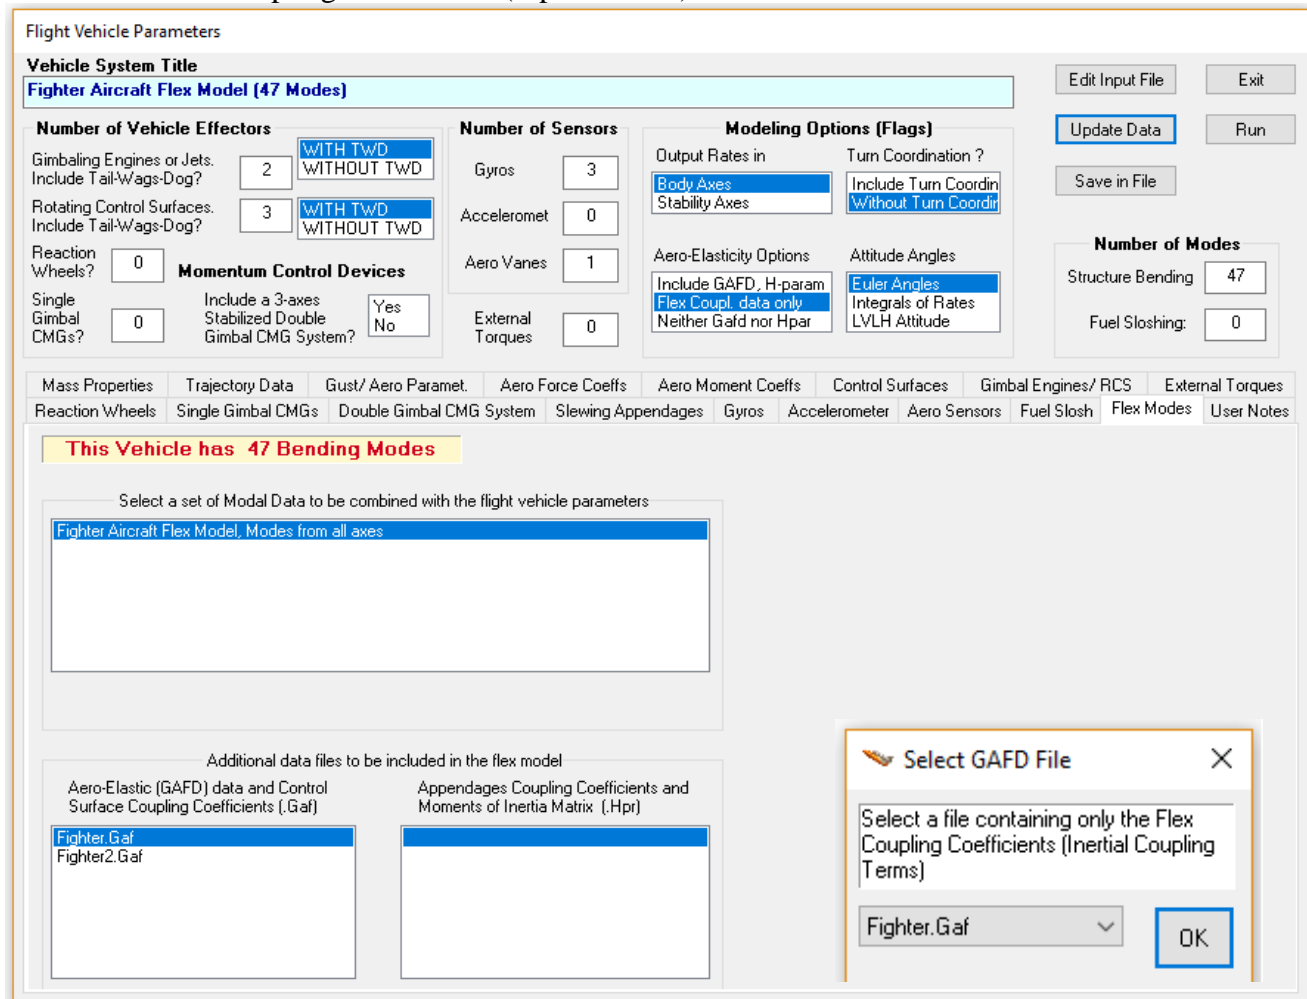 Flight Vehicle Parameters
Vehicle System Title
Fighter Aircraft Flex Model (47 Modes)
Edit Input File
Exit
Update Data
Run
Save in File
Number of Vehicle Effectors
Gimbaling Engines or Jets.
Include Tail-Wags-Dog?
2
WITH TWD
WITHOUT TWD
Rotating Control Surfaces.
Include Tail-Wags-Dog?
3
WITH TWD
WITHOUT TWD
Reaction
Wheels?
0
Momentum Control Devices
Single
Gimbal
CMGs?
0
Include a 3-axes
Stabilized Double
Gimbal CMG System?
Yes
No
Number of Sensors
Gyros
3
Acceleromet
0
Aero Vanes
1
External
Torques
0
Modeling Options (Flags)
Output Rates in
Body Axes
Stability Axes
Turn Coordination ?
Include Turn Coordin
Without Turn Coordin
Aero-Elasticity Options
Include GAFD, H-param
Flex Coupl. data only
Neither Gafd nor Hpar
Attitude Angles
Euler Angles
Integrals of Rates
LVLH Attitude
Number of Modes
Structure Bending
47
Fuel Sloshing:
0
Mass Properties
Trajectory Data
Gust/ Aero Paramet.
Aero Force Coeffs
Aero Moment Coeffs
Control Surfaces
Gimbal Engines/ RCS
External Torques
Reaction Wheels
Single Gimbal CMGs
Double Gimbal CMG System
Slewing Appendages
Gyros
Accelerometer
Aero Sensors
Fuel Slosh
Flex Modes
User Notes
This Vehicle has 47 Bending Modes
Select a set of Modal Data to be combined with the flight vehicle parameters
Fighter Aircraft Flex Model, Modes from all axes
Additional data files to be included in the flex model
Aero-Elastic (GAFD) data and Control
Surface Coupling Coefficients (.Gaf)
Fighter.Gaf
Fighter2.Gaf
Appendages Coupling Coefficients and
Moments of Inertia Matrix (.Hpr)
Select GAFD File
Select a file containing only the Flex
Coupling Coefficients (Inertial Coupling
Terms)
Fighter.Gaf
OK